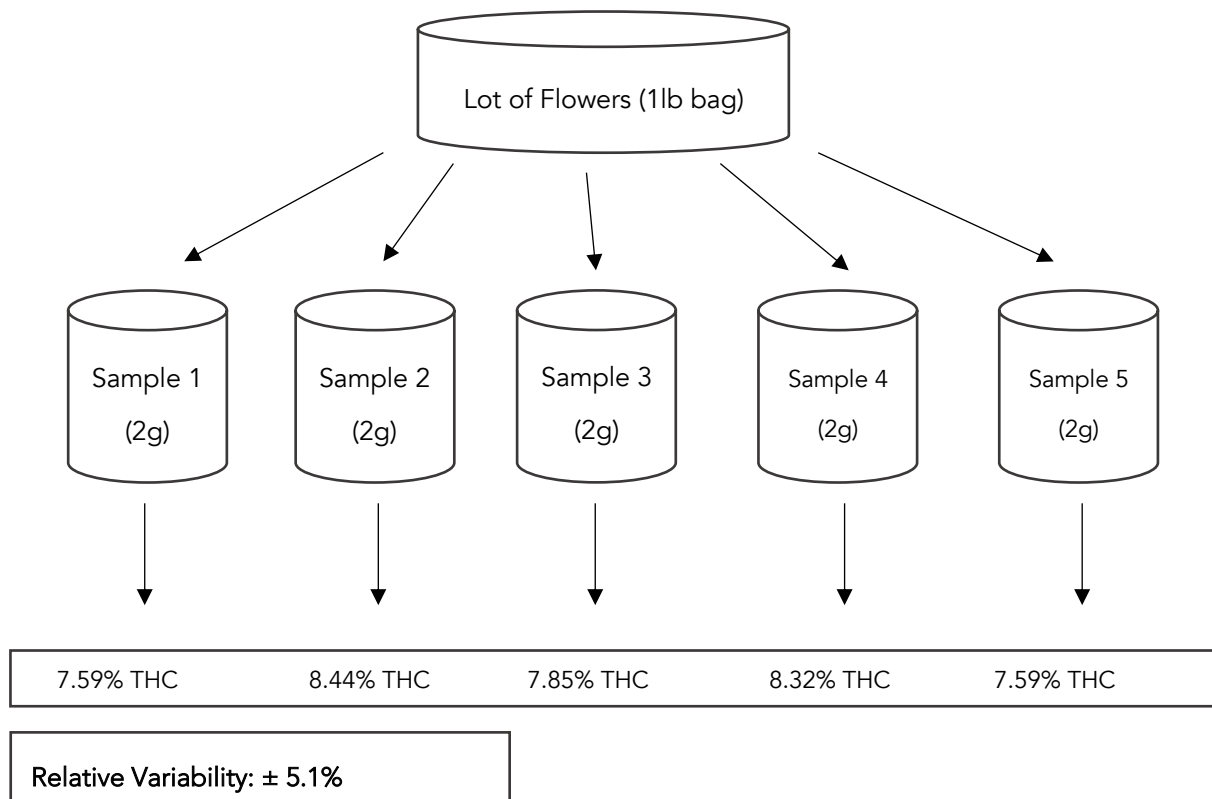 Lot of Flowers (1lb bag)
Sample 1
(2g)
Sample 2
(2g)
Sample 3
(2g)
Sample 4
(2g)
Sample 5
(2g)
7.59% THC 8.44% THC 7.85% THC 8.32% THC 7.59% THC
Relative Variability: ± 5.1%